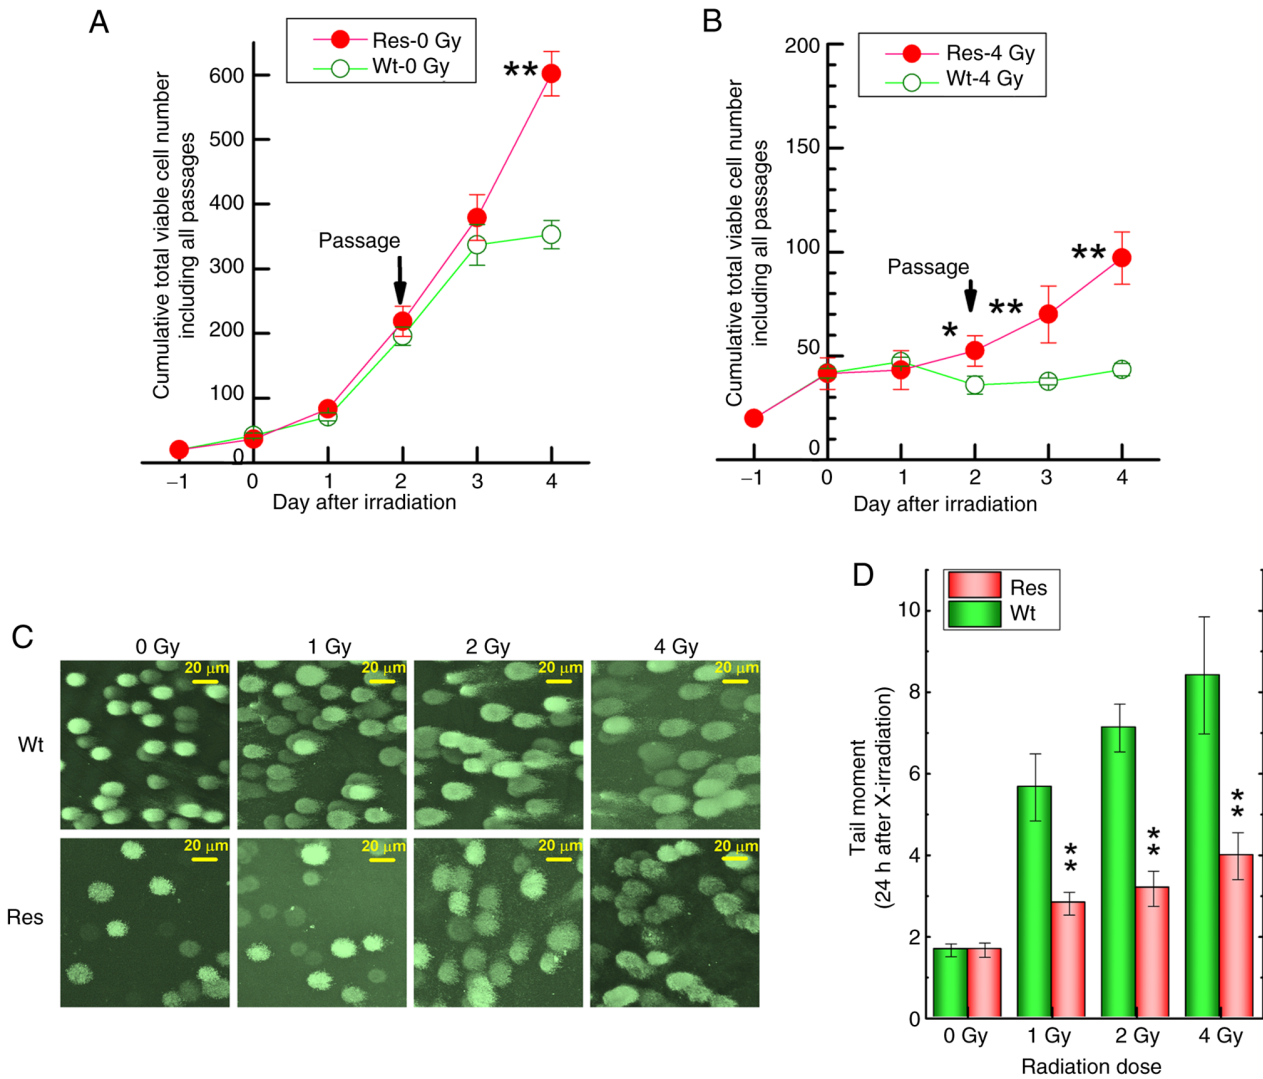 A
Res-0 Gy
Wt-0 Gy
Cumulative total viable cell number
including all passages
600
500
400
300
200
100
0
**
Passage
–1
0
1
2
3
4
Day after irradiation
B
Res-4 Gy
Wt-4 Gy
Cumulative total viable cell number
including all passages
200
150
100
50
0
Passage
*
**
**
–1
0
1
2
3
4
Day after irradiation
C
0 Gy
1 Gy
2 Gy
4 Gy
Wt
20 µm
20 µm
20 µm
20 µm
Res
20 µm
20 µm
20 µm
20 µm
D
Res
Wt
Tail moment
(24 h after X-irradiation)
10
8
6
4
2
0
**
**
**
0 Gy
1 Gy
2 Gy
4 Gy
Radiation dose